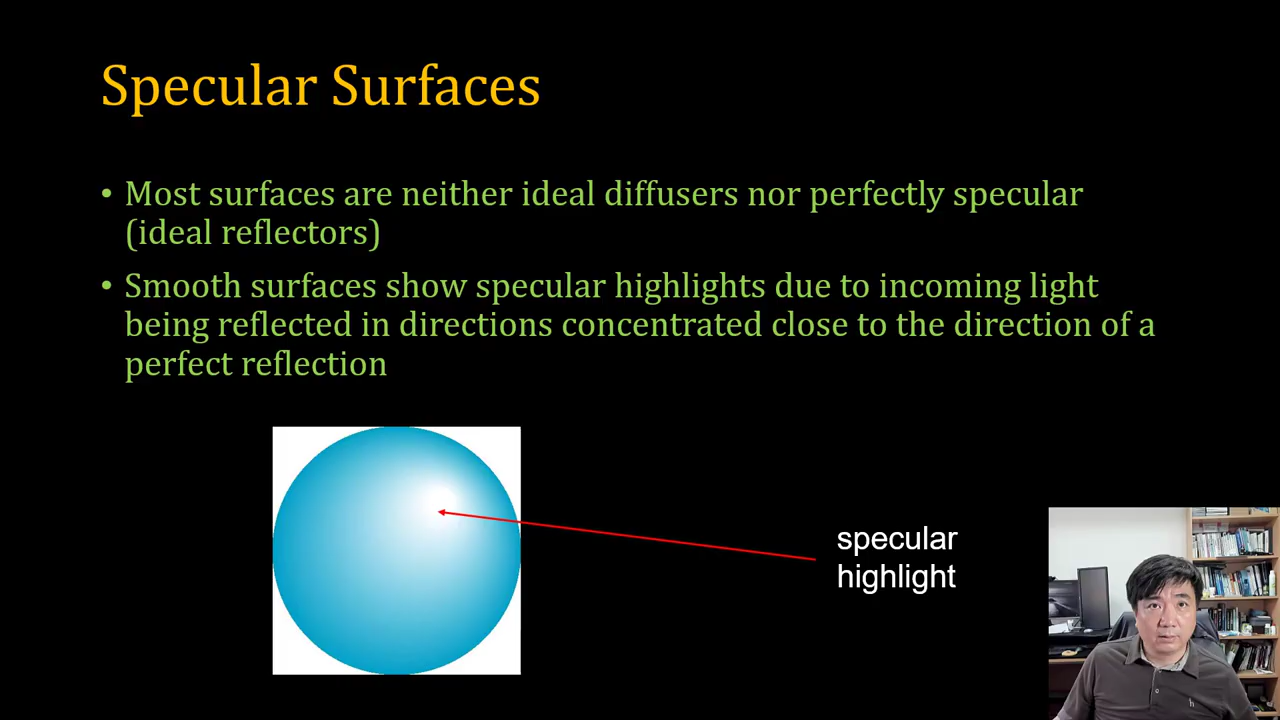 Specular Surfaces
• Most surfaces are neither ideal diffusers nor perfectly specular
(ideal reflectors)
• Smooth surfaces show specular highlights due to incoming light
being reflected in directions concentrated close to the direction of a
perfect reflection
specular
highlight